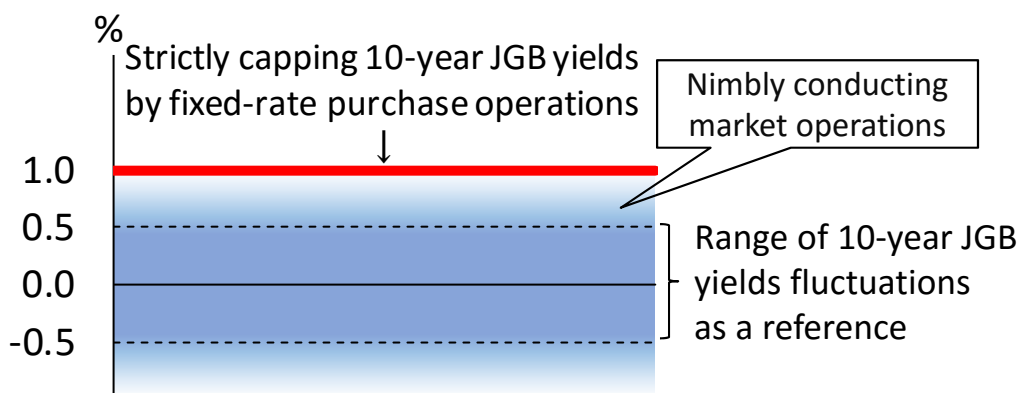 %
Strictly capping 10-year JGB yields
by fixed-rate purchase operations
Nimbly conducting
market operations
1.0
0.5
0.0
-0.5
Range of 10-year JGB
yields fluctuations
as a reference